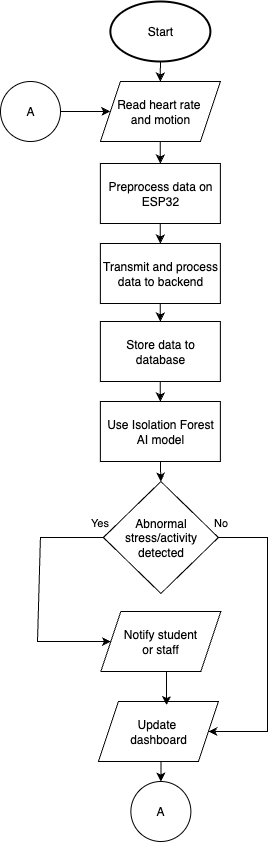 Start
A
Read heart rate
and motion
Preprocess data on
ESP32
Transmit and process
data to backend
Store data to
database
Use Isolation Forest
AI model
Yes
No
Abnormal
stress/activity
detected
Notify student
or staff
Update
dashboard
A